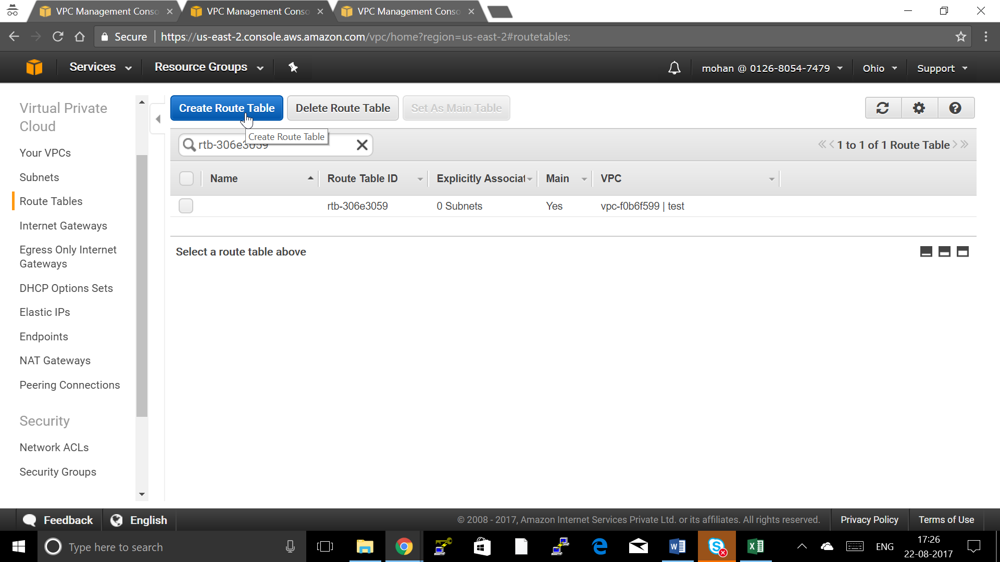 VPC Management Conso
VPC Management Conso
VPC Management Conso
Secure
https://us-east-2.console.aws.amazon.com/vpc/home?region=us-east-2#routetables:
Services
Resource Groups
mohan @ 0126-8054-7479
Ohio
Support
Virtual Private
Cloud
Your VPCs
Subnets
Route Tables
Internet Gateways
Egress Only Internet
Gateways
DHCP Options Sets
Elastic IPs
Endpoints
NAT Gateways
Peering Connections
Security
Network ACLs
Security Groups
Create Route Table
Delete Route Table
Set As Main Table
Create Route Table
rtb-306e3059
1 to 1 of 1 Route Table
Name
Route Table ID
Explicitly Associat
Main
VPC
rtb-306e3059
0 Subnets
Yes
vpc-f0b6f599 | test
Select a route table above
Feedback
English
© 2008 - 2017, Amazon Internet Services Private Ltd. or its affiliates. All rights reserved.
Privacy Policy
Terms of Use
Type here to search
ENG
17:26
22-08-2017